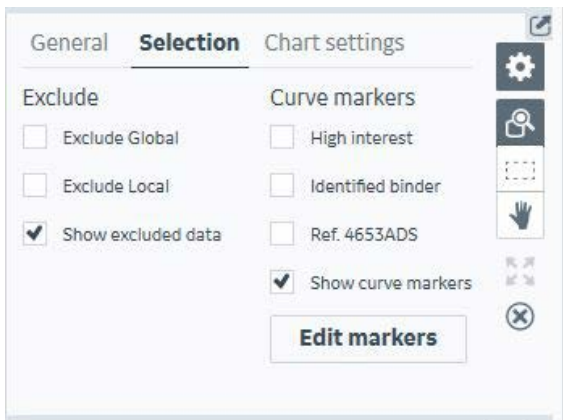 General Selection Chart settings
Exclude
Exclude Global
Exclude Local
Show excluded data
Curve markers
High interest
Identified binder
Ref. 4653ADS
Show curve markers
Edit markers